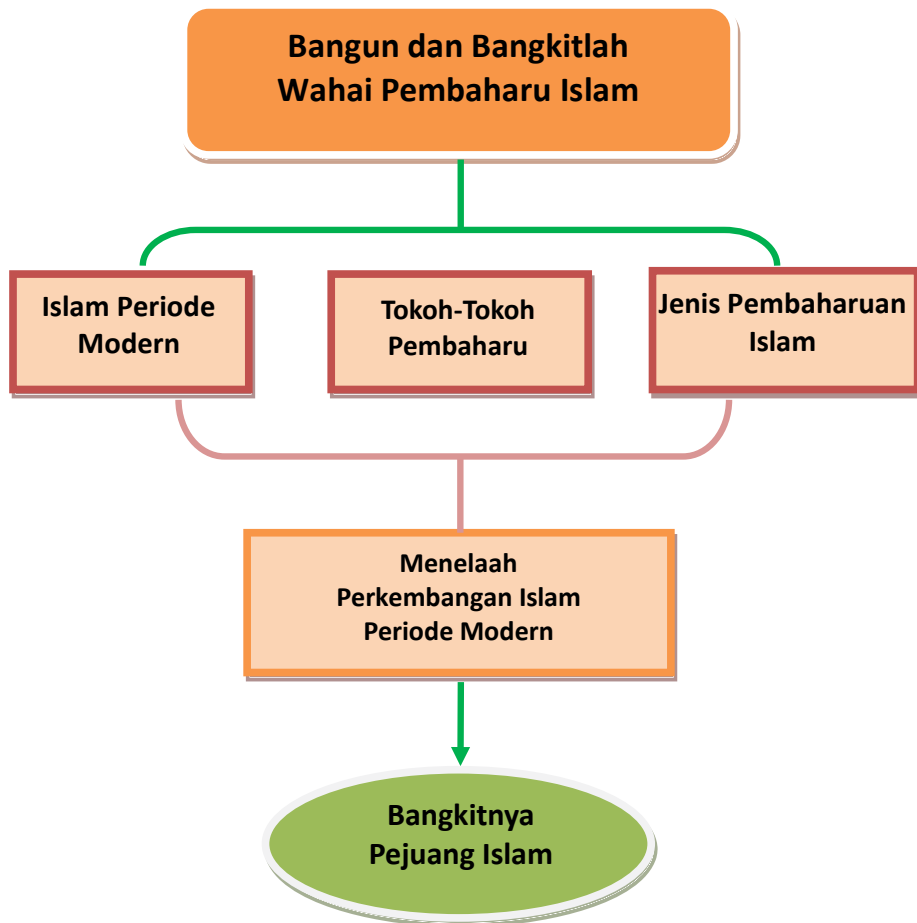 Bangun dan Bangkitlah
Wahai Pembaharu Islam
Islam Periode
Modern
Tokoh-Tokoh
Pembaharu
Jenis Pembaharuan
Islam
Menelaah
Perkembangan Islam
Periode Modern
Bangkitnya
Pejuang Islam